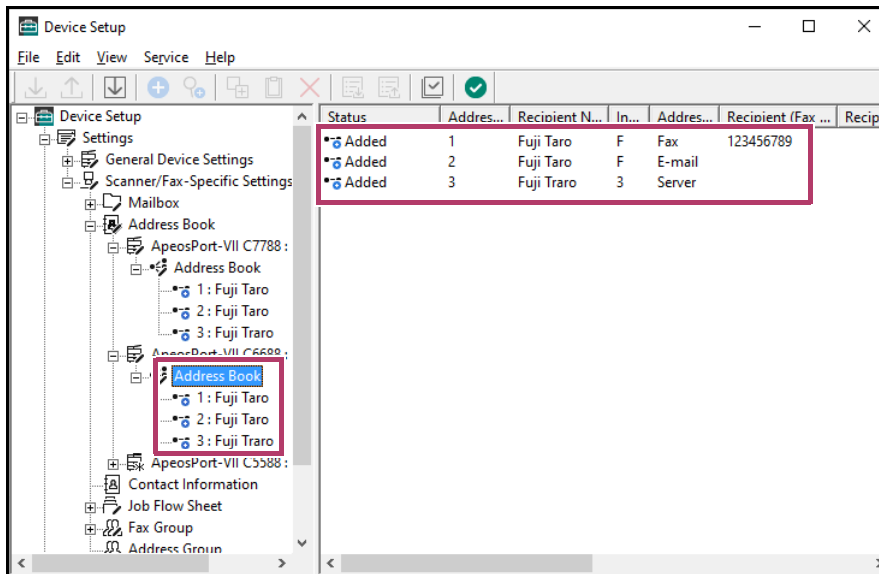 Device Setup
File Edit View Service Help
Device Setup
Settings
General Device Settings
Scanner/Fax-Specific Settings
Mailbox
Address Book
ApeosPort-VII C7788 :
Address Book
1 : Fuji Taro
2 : Fuji Taro
3 : Fuji Traro
ApeosPort-VII C6688 :
Address Book
1 : Fuji Taro
2 : Fuji Taro
3 : Fuji Traro
ApeosPort-VII C5588 :
Contact Information
Job Flow Sheet
Fax Group
Address Group
Status Addres... Recipient N... In... Addres... Recipient (Fax ... Recip
Added 1 Fuji Taro F Fax 123456789
Added 2 Fuji Taro F E-mail
Added 3 Fuji Traro 3 Server